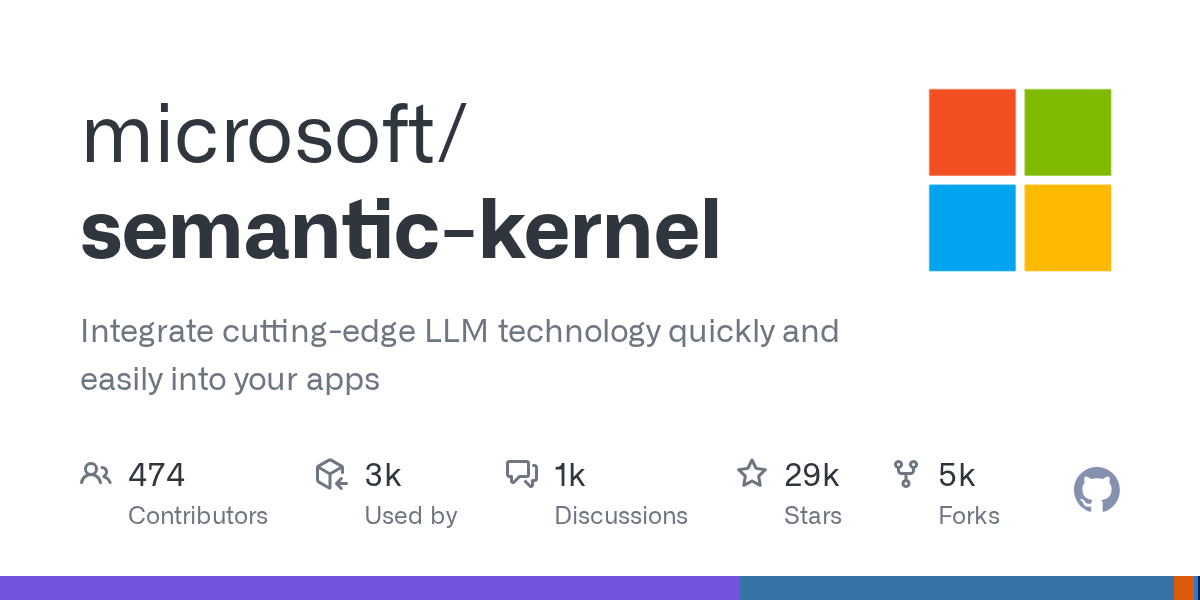 microsoft/
semantic-kernel
Integrate cutting-edge LLM technology quickly and
easily into your apps
474
Contributors
3k
Used by
1k
Discussions
29k
Stars
5k
Forks